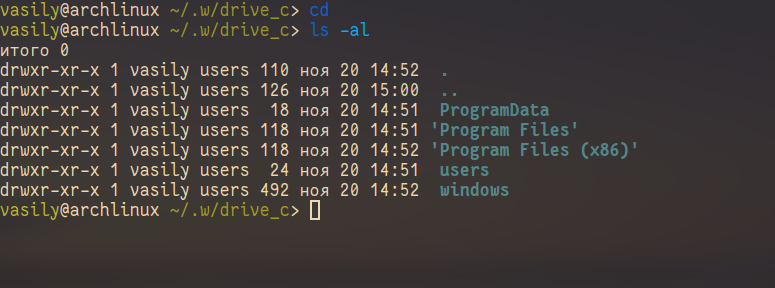 vasily@archlinux ~/.w/drive_c> cd
vasily@archlinux ~/.w/drive_c> ls -al
итого 0
drwxr-xr-x 1 vasily users 110 ноя 20 14:52  .
drwxr-xr-x 1 vasily users 126 ноя 20 15:00  ..
drwxr-xr-x 1 vasily users  18 ноя 20 14:51  ProgramData
drwxr-xr-x 1 vasily users 118 ноя 20 14:51 'Program Files'
drwxr-xr-x 1 vasily users 118 ноя 20 14:52 'Program Files (x86)'
drwxr-xr-x 1 vasily users  24 ноя 20 14:51  users
drwxr-xr-x 1 vasily users 492 ноя 20 14:52  windows
vasily@archlinux ~/.w/drive_c>